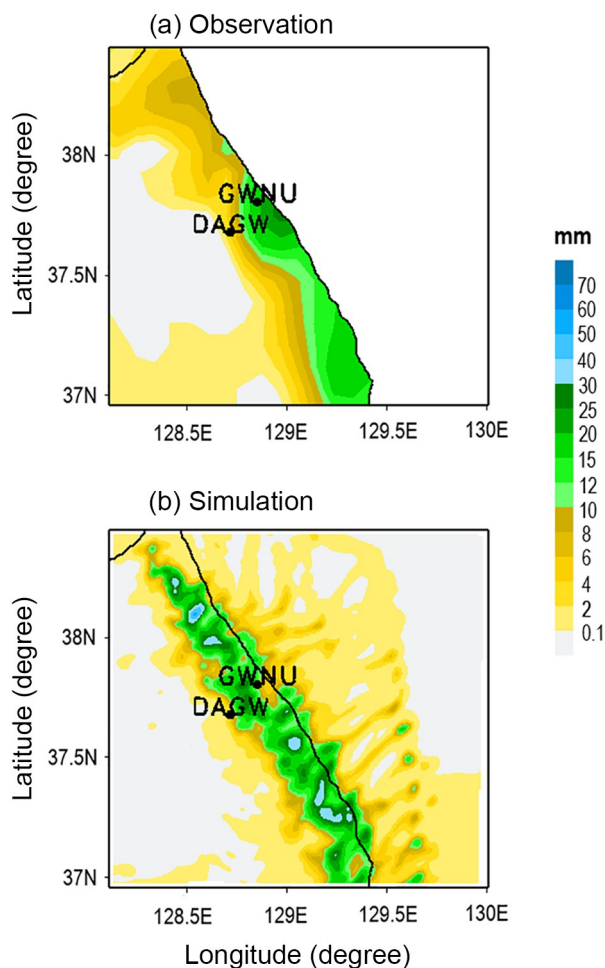 (a) Observation
Latitude (degree)
38N
37.5N
37N
GWNU
DAGW
128.5E 129E 129.5E 130E
mm
70
60
50
40
30
25
20
15
12
10
8
6
4
2
0.1
(b) Simulation
Latitude (degree)
38N
37.5N
37N
GWNU
DAGW
128.5E 129E 129.5E 130E
Longitude (degree)